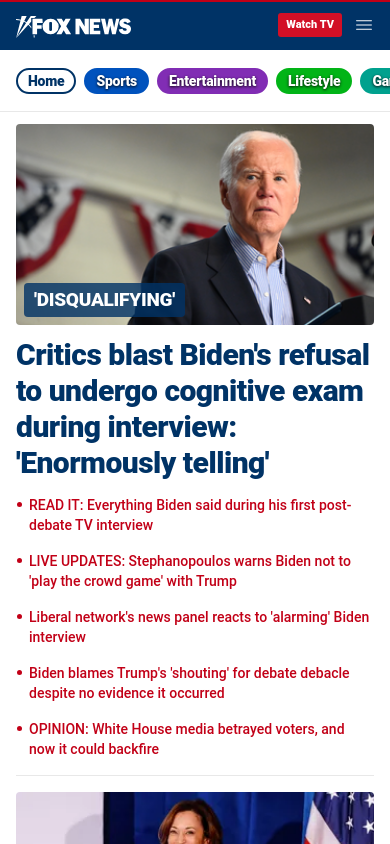 FOX NEWS
Watch TV
Home
Sports
Entertainment
Lifestyle
Ga
'DISQUALIFYING'
Critics blast Biden's refusal
to undergo cognitive exam
during interview:
'Enormously telling'
• READ IT: Everything Biden said during his first post-
debate TV interview
• LIVE UPDATES: Stephanopoulos warns Biden not to
'play the crowd game' with Trump
• Liberal network's news panel reacts to 'alarming' Biden
interview
• Biden blames Trump's 'shouting' for debate debacle
despite no evidence it occurred
• OPINION: White House media betrayed voters, and
now it could backfire